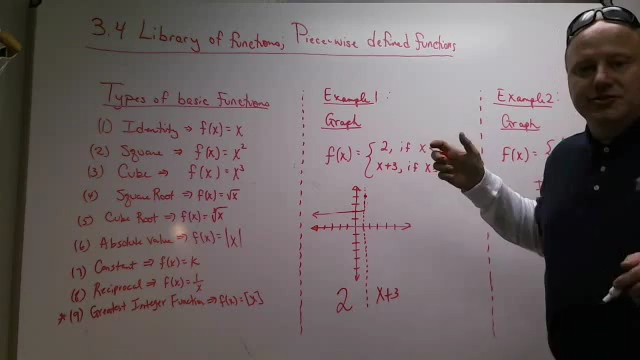 3.4 Library of functions; Piece-wise defined functions
Types of basic functions
(1) Identity ⇒ f(x) = x
(2) Square ⇒ f(x) = x²
(3) Cube ⇒ f(x) = x³
(4) Square Root ⇒ f(x) = √x
(5) Cube Root ⇒ f(x) = ∛x
(6) Absolute Value ⇒ f(x) = |x|
(7) Constant ⇒ f(x) = k
(8) Reciprocal ⇒ f(x) = 1/x
*(9) Greatest Integer Function ⇒ f(x) = [x]
Example 1:
Graph
f(x) = { 2, if x
x+3, if x
2 x+3
Example 2:
Graph
f(x) = {